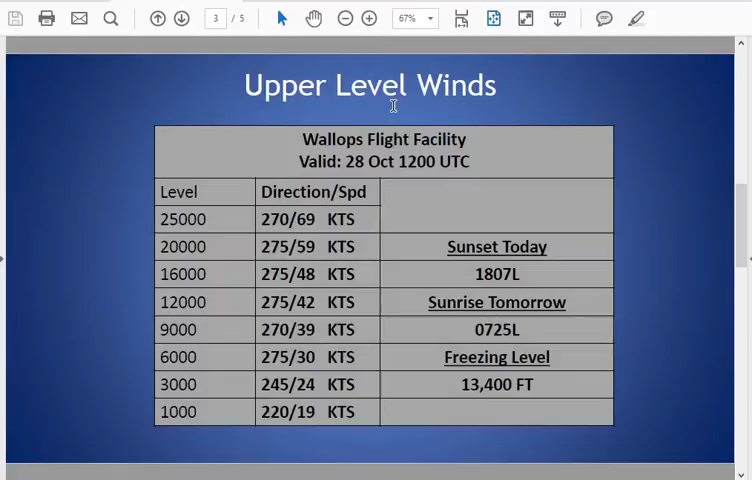 3 / 5
67%
Upper Level Winds
Wallops Flight Facility
Valid: 28 Oct 1200 UTC
Level Direction/Spd
25000 270/69 KTS
20000 275/59 KTS Sunset Today
16000 275/48 KTS 1807L
12000 275/42 KTS Sunrise Tomorrow
9000 270/39 KTS 0725L
6000 275/30 KTS Freezing Level
3000 245/24 KTS 13,400 FT
1000 220/19 KTS